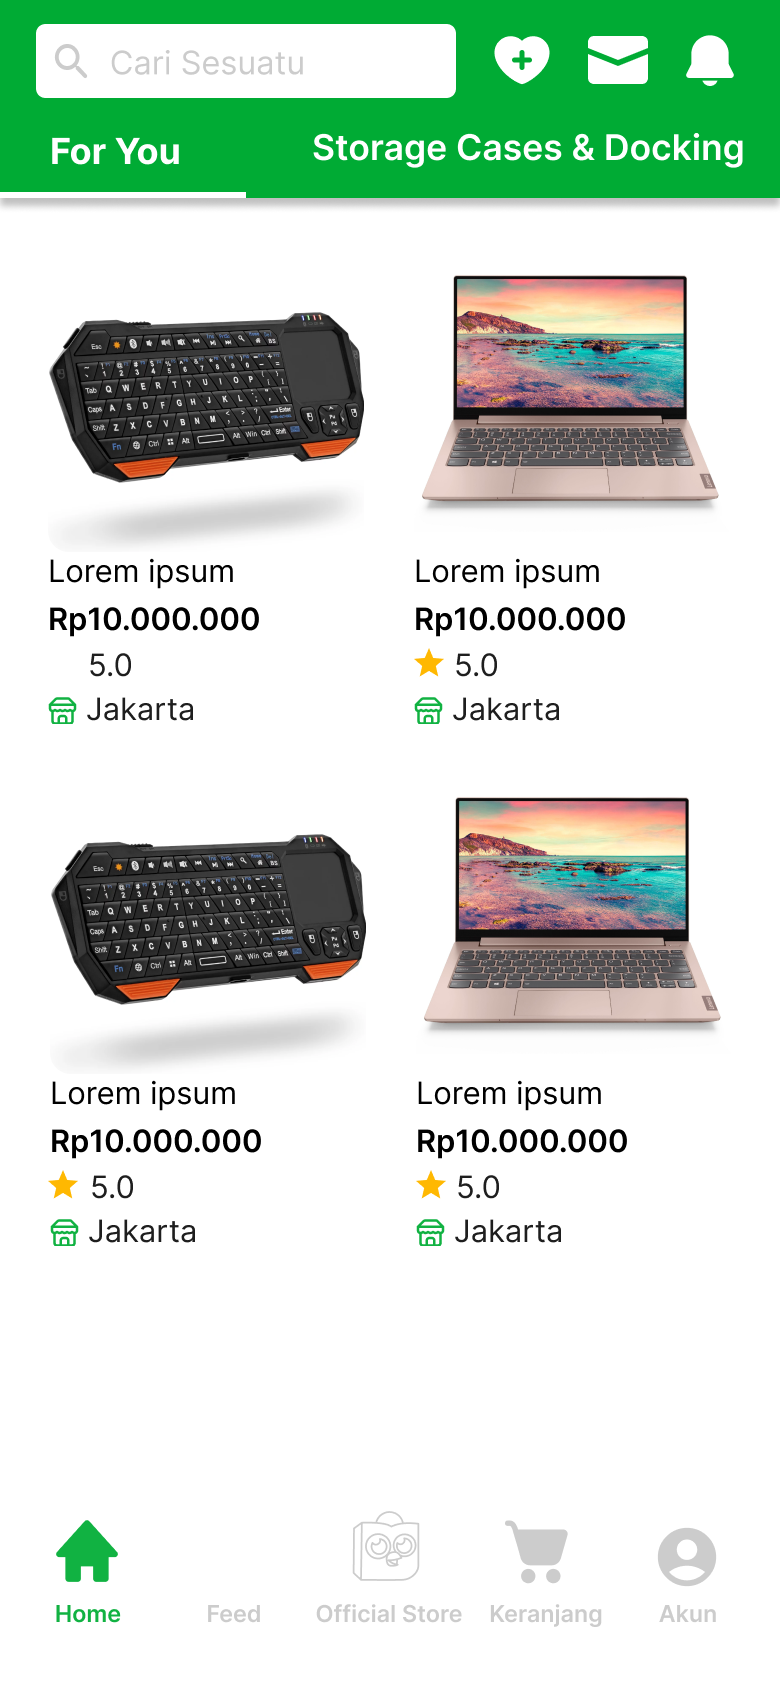 Cari Sesuatu
For You
Storage Cases & Docking
Lorem ipsum
Rp10.000.000
5.0
Jakarta
Lorem ipsum
Rp10.000.000
5.0
Jakarta
Lorem ipsum
Rp10.000.000
5.0
Jakarta
Lorem ipsum
Rp10.000.000
5.0
Jakarta
Home
Feed
Official Store
Keranjang
Akun